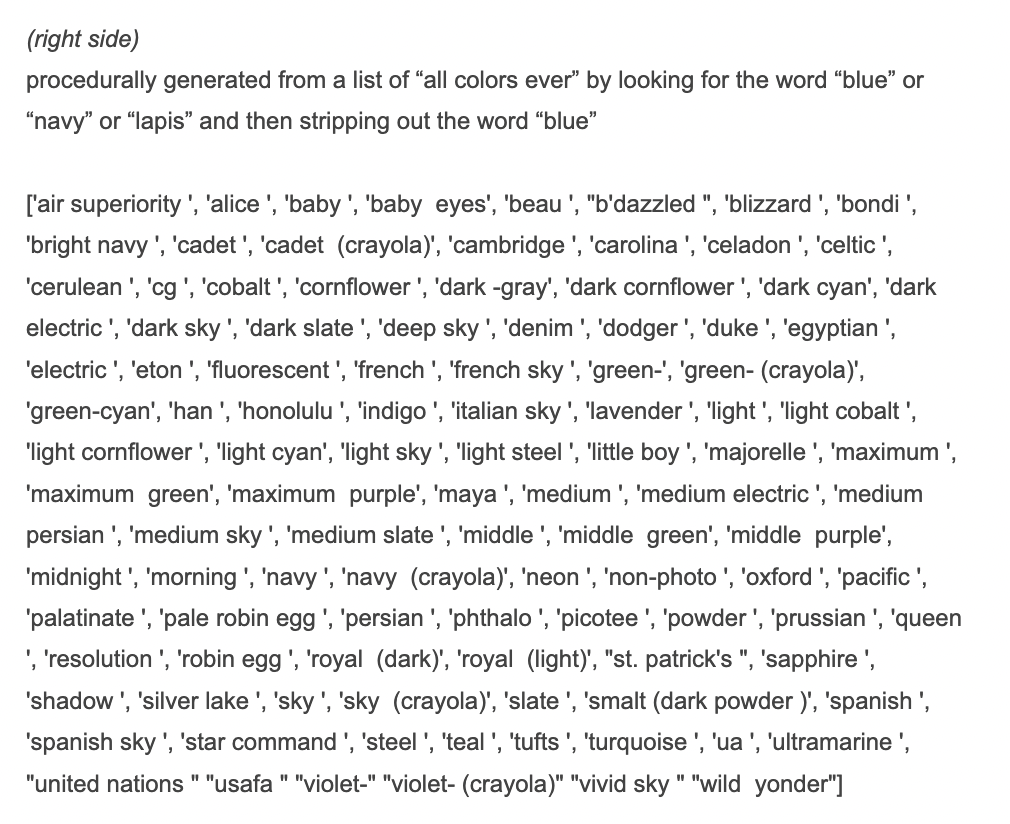 (right side)
procedurally generated from a list of “all colors ever” by looking for the word “blue” or
“navy” or “lapis” and then stripping out the word “blue”
['air superiority ', 'alice ', 'baby ', 'baby  eyes', 'beau ', "b'dazzled ", 'blizzard ', 'bondi ',
'bright navy ', 'cadet ', 'cadet  (crayola)', 'cambridge ', 'carolina ', 'celadon ', 'celtic ',
'cerulean ', 'cg ', 'cobalt ', 'cornflower ', 'dark -gray', 'dark cornflower ', 'dark cyan', 'dark
electric ', 'dark sky ', 'dark slate ', 'deep sky ', 'denim ', 'dodger ', 'duke ', 'egyptian ',
'electric ', 'eton ', 'fluorescent ', 'french ', 'french sky ', 'green-', 'green- (crayola)',
'green-cyan', 'han ', 'honolulu ', 'indigo ', 'italian sky ', 'lavender ', 'light ', 'light cobalt ',
'light cornflower ', 'light cyan', 'light sky ', 'light steel ', 'little boy ', 'majorelle ', 'maximum ',
'maximum  green', 'maximum  purple', 'maya ', 'medium ', 'medium electric ', 'medium
persian ', 'medium sky ', 'medium slate ', 'middle ', 'middle  green', 'middle  purple',
'midnight ', 'morning ', 'navy ', 'navy  (crayola)', 'neon ', 'non-photo ', 'oxford ', 'pacific ',
'palatinate ', 'pale robin egg ', 'persian ', 'phthalo ', 'picotee ', 'powder ', 'prussian ', 'queen
', 'resolution ', 'robin egg ', 'royal  (dark)', 'royal  (light)', "st. patrick's ", 'sapphire ',
'shadow ', 'silver lake ', 'sky ', 'sky  (crayola)', 'slate ', 'smalt (dark powder )', 'spanish ',
'spanish sky ', 'star command ', 'steel ', 'teal ', 'tufts ', 'turquoise ', 'ua ', 'ultramarine ',
"united nations " "usafa " "violet-" "violet- (crayola)" "vivid sky " "wild  yonder"]